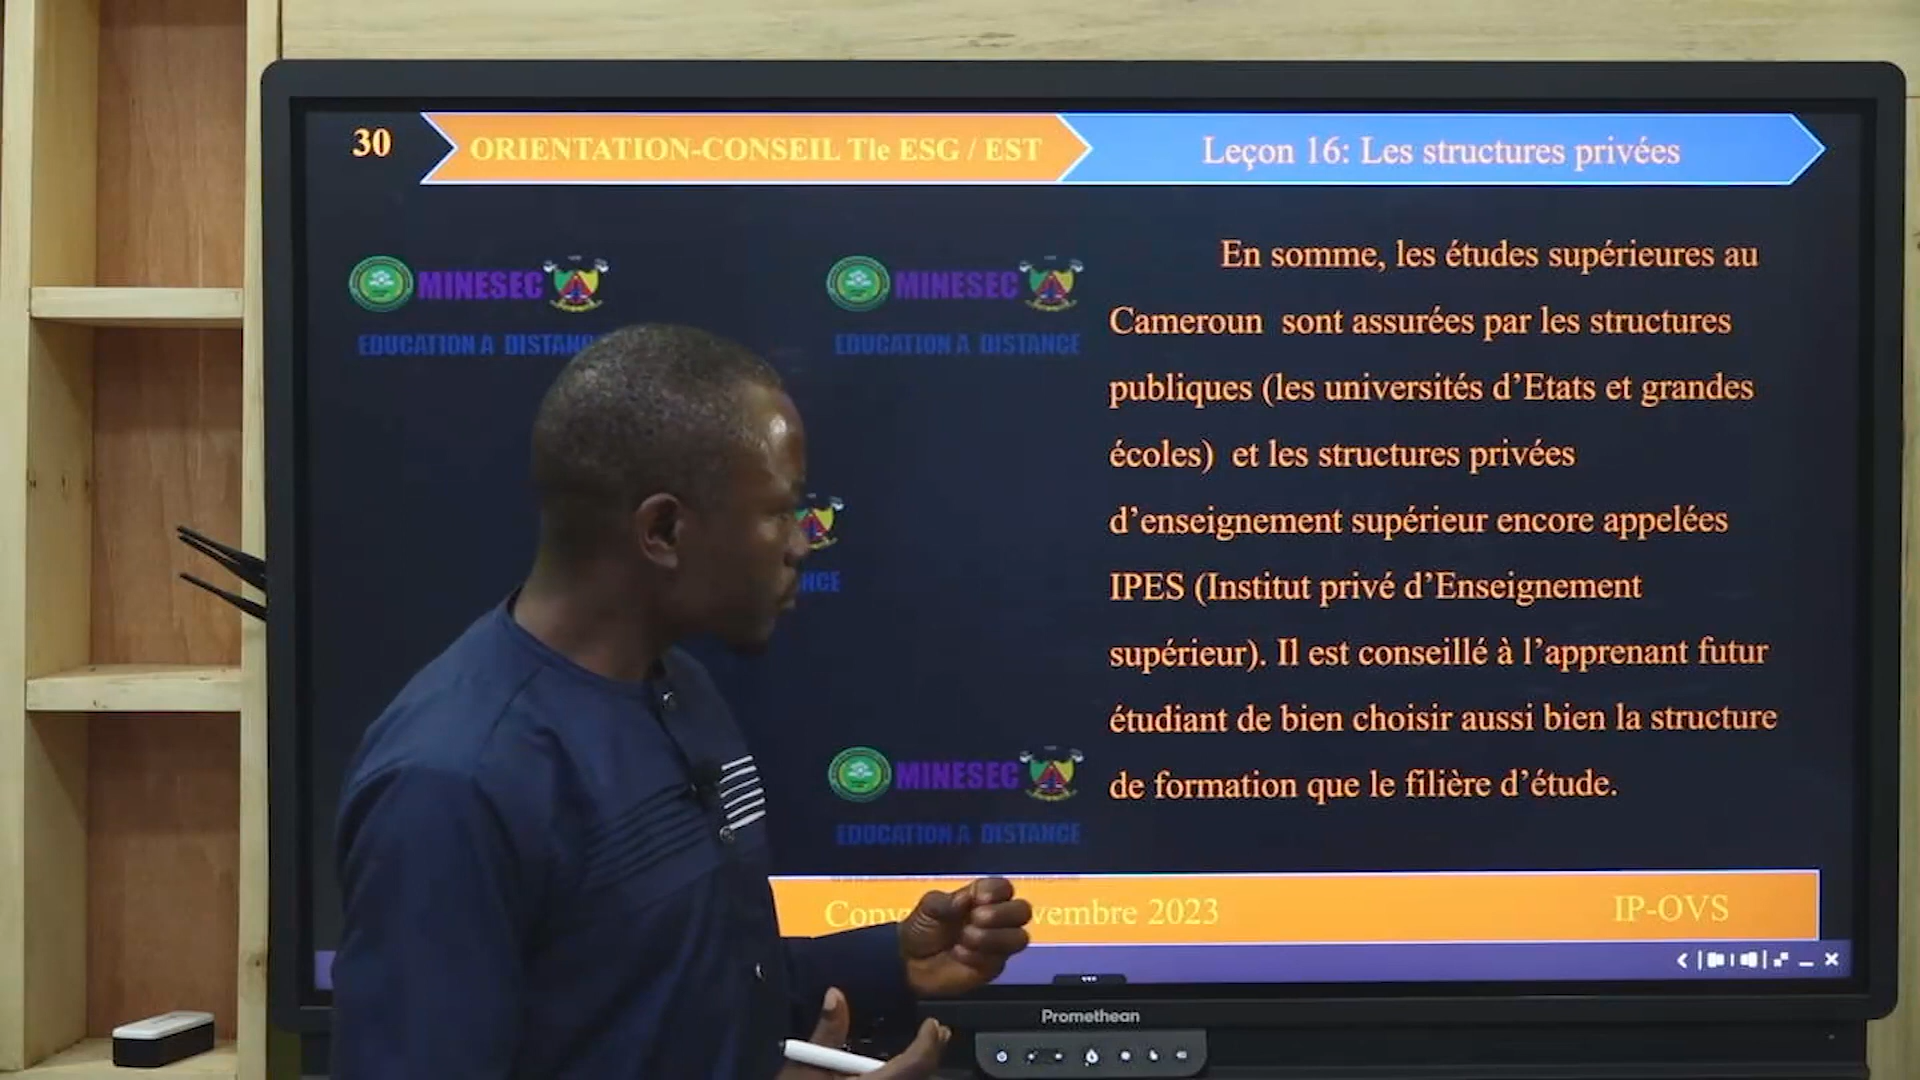 30
ORIENTATION-CONSEIL Tle ESG / EST
Leçon 16: Les structures privées
MINESEC
EDUCATION A DISTANCE
MINESEC
EDUCATION A DISTANCE
En somme, les études supérieures au
Cameroun sont assurées par les structures
publiques (les universités d’Etats et grandes
écoles) et les structures privées
d’enseignement supérieur encore appelées
IPES (Institut privé d’Enseignement
supérieur). Il est conseillé à l’apprenant futur
étudiant de bien choisir aussi bien la structure
de formation que le filière d’étude.
MINESEC
EDUCATION A DISTANCE
vembre 2023
IP-OVS
Promethean